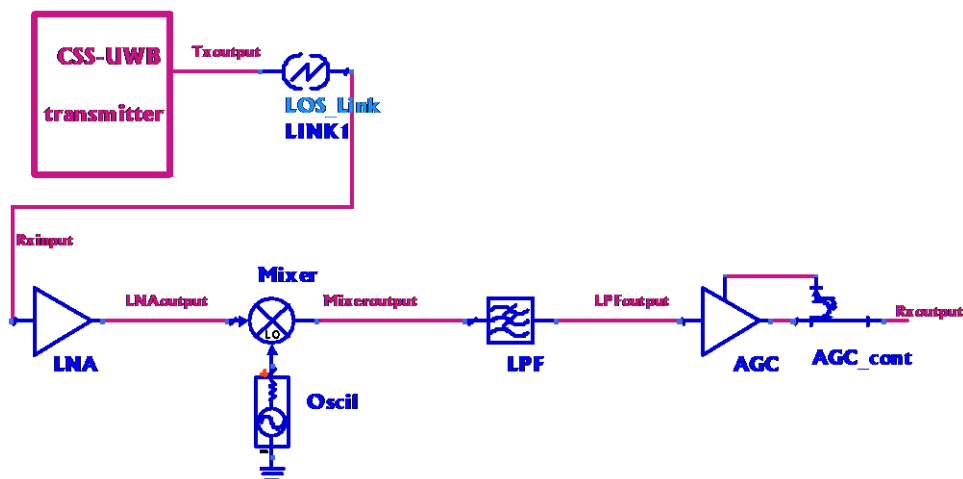 CSS-UWB
transmitter
Txoutput
LOS_Link
LINK1
Rxinput
LNAoutput
Mixer
Mixeroutput
LPFoutput
Rxoutput
LO
LNA
LPF
AGC
AGC_cont
Oscil